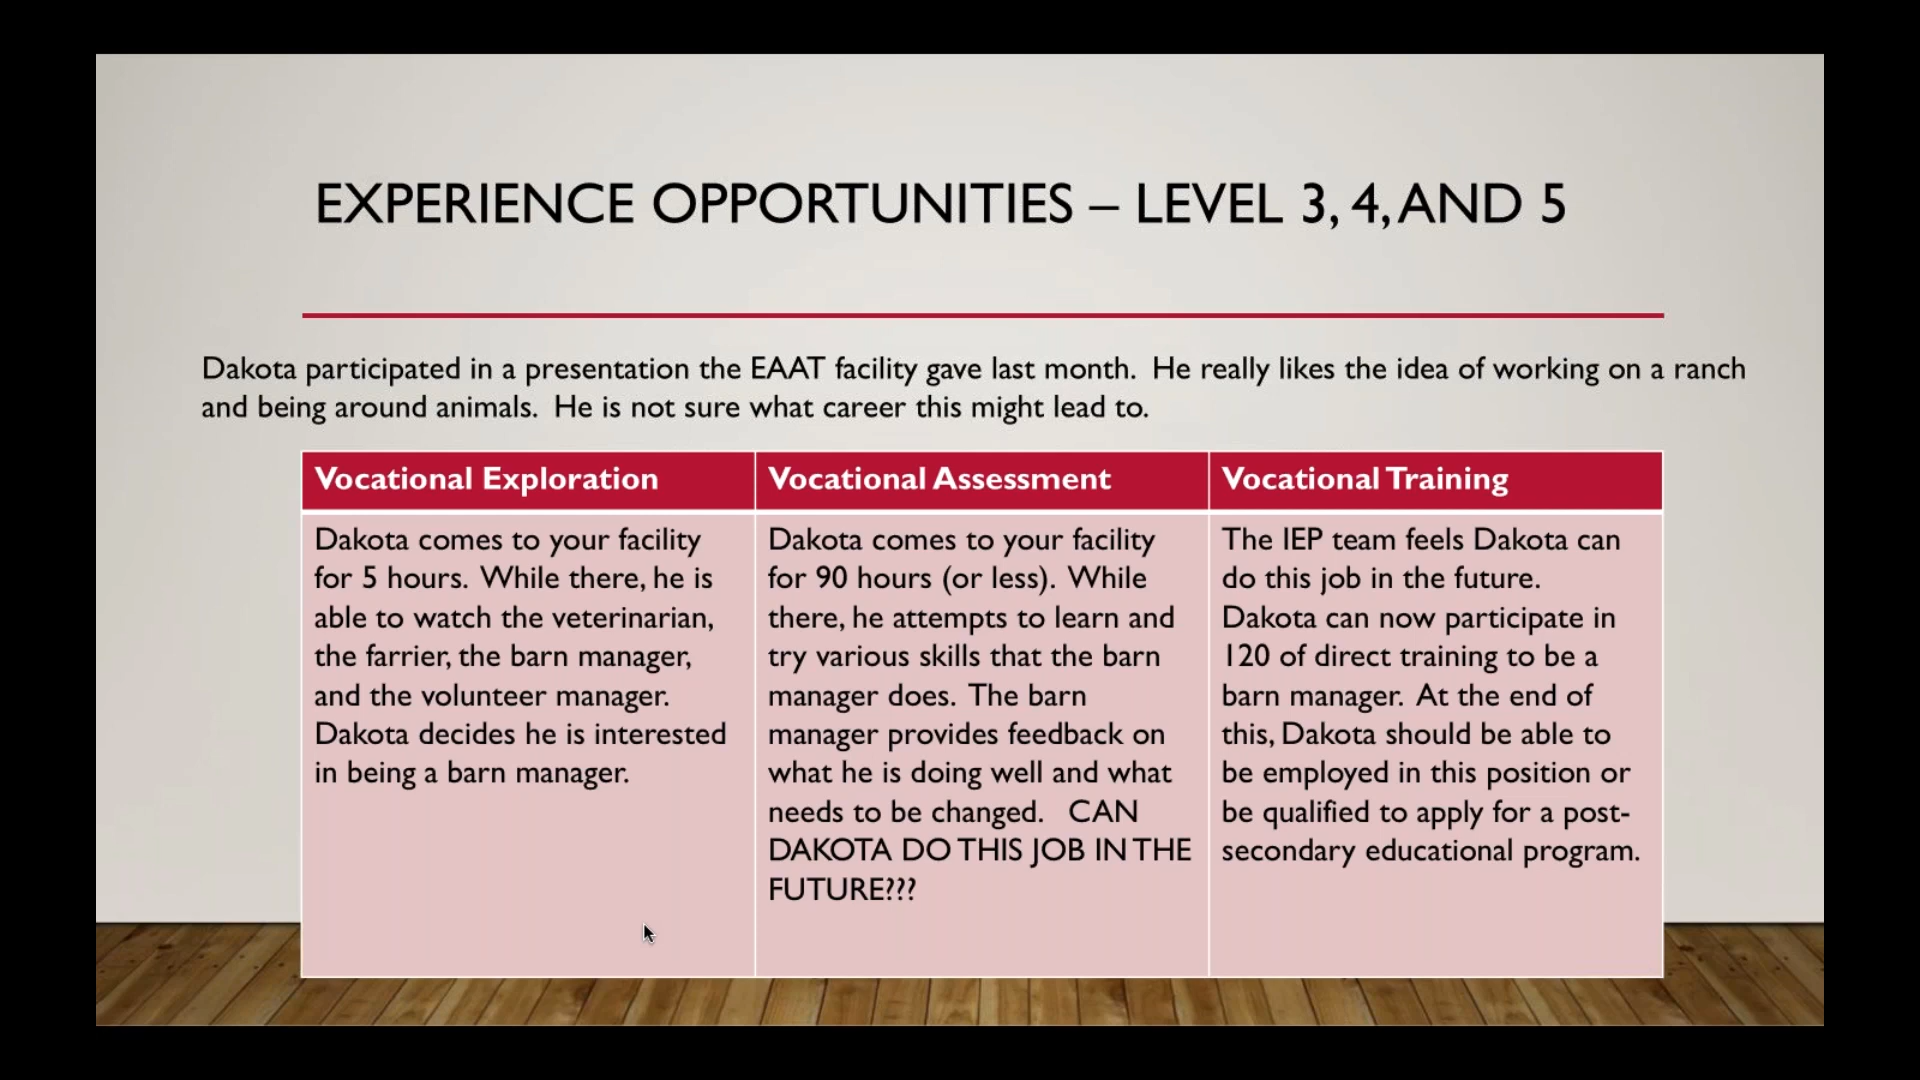 EXPERIENCE OPPORTUNITIES – LEVEL 3, 4, AND 5
Dakota participated in a presentation the EAAT facility gave last month. He really likes the idea of working on a ranch
and being around animals. He is not sure what career this might lead to.
Vocational Exploration
Dakota comes to your facility
for 5 hours. While there, he is
able to watch the veterinarian,
the farrier, the barn manager,
and the volunteer manager.
Dakota decides he is interested
in being a barn manager.
Vocational Assessment
Dakota comes to your facility
for 90 hours (or less). While
there, he attempts to learn and
try various skills that the barn
manager does. The barn
manager provides feedback on
what he is doing well and what
needs to be changed. CAN
DAKOTA DO THIS JOB IN THE
FUTURE???
Vocational Training
The IEP team feels Dakota can
do this job in the future.
Dakota can now participate in
120 of direct training to be a
barn manager. At the end of
this, Dakota should be able to
be employed in this position or
be qualified to apply for a post-
secondary educational program.